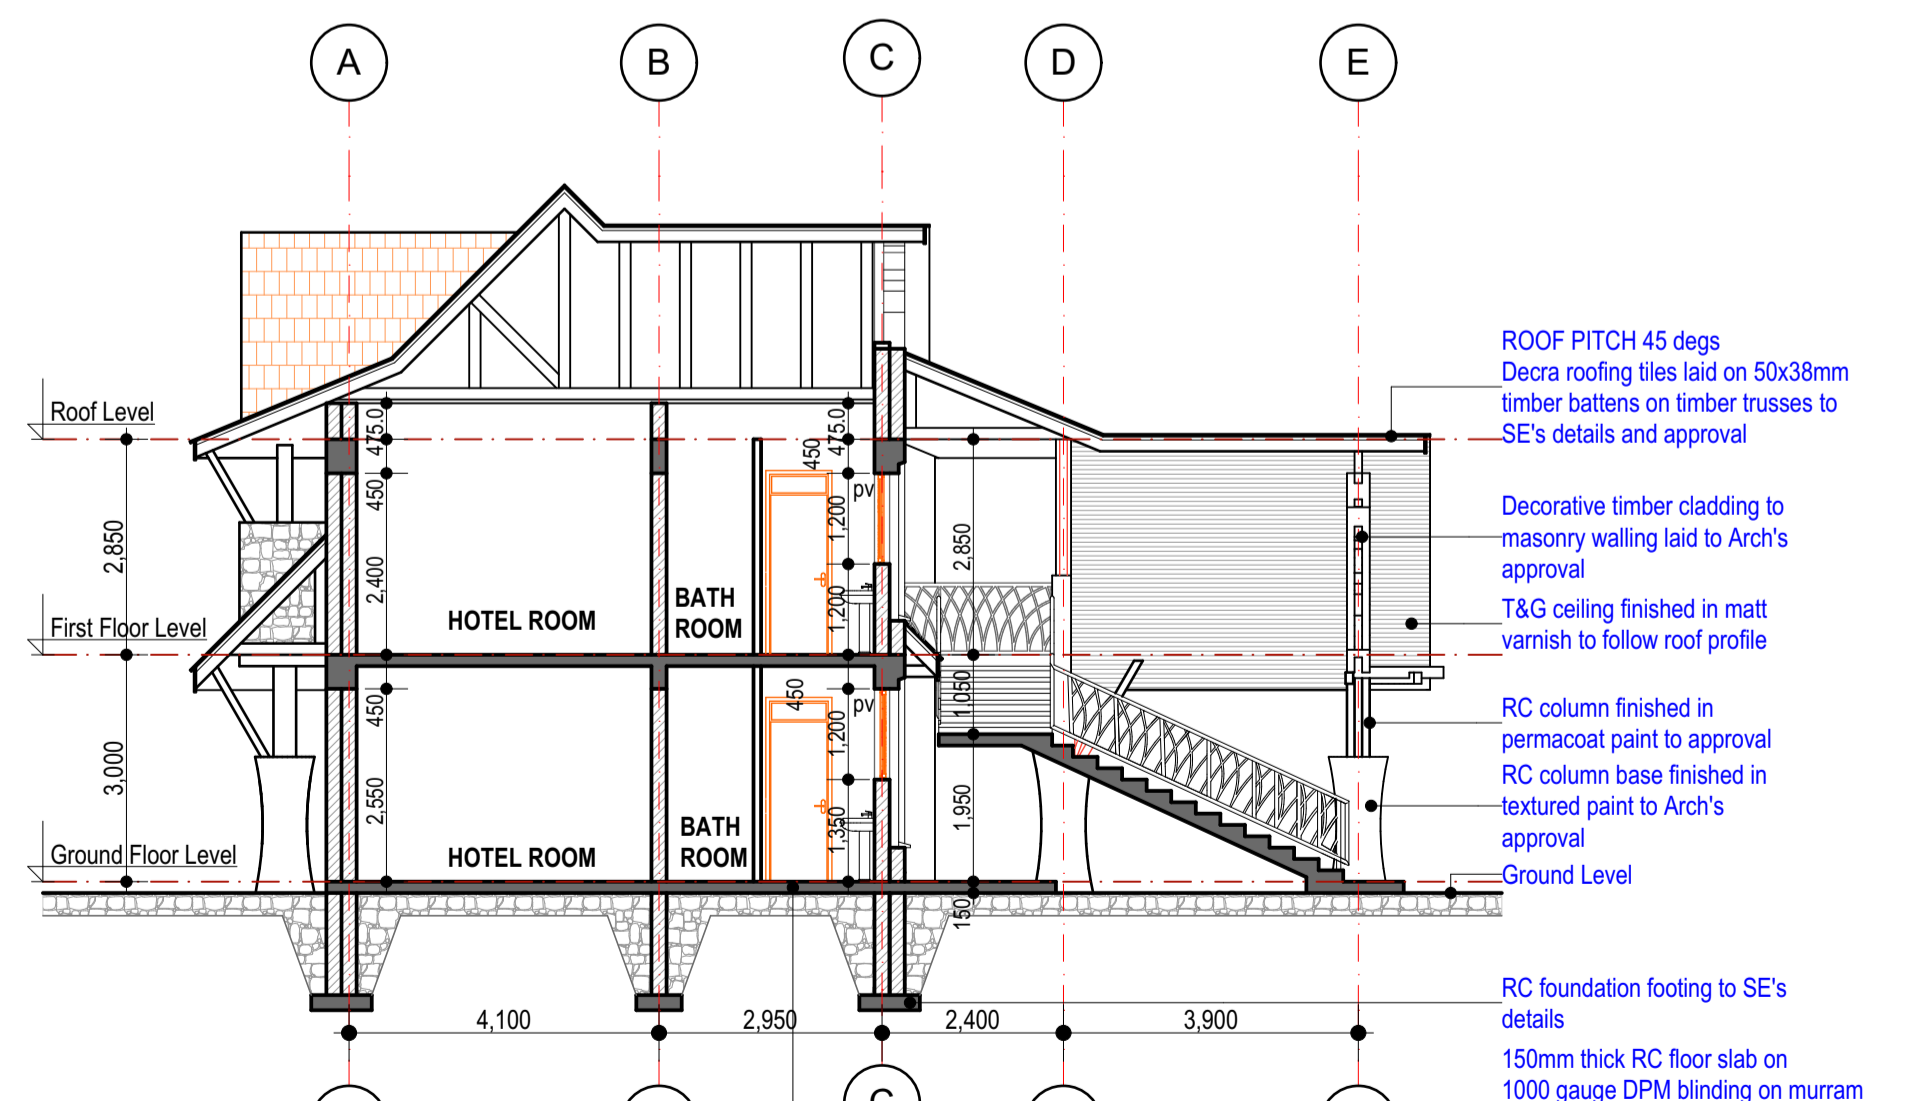 A
B
C
D
E
ROOF PITCH 45 degs
Decra roofing tiles laid on 50x38mm
timber battens on timber trusses to
SE's details and approval
Roof Level
475.0
475.0
450
450
pv
1,200
Decorative timber cladding to
masonry walling laid to Arch's
approval
2,850
2,850
2,400
1,200
HOTEL ROOM
BATH
ROOM
T&G ceiling finished in matt
varnish to follow roof profile
First Floor Level
450
450
pv
1,050
1,200
RC column finished in
permacoat paint to approval
3,000
2,550
1,350
1,950
RC column base finished in
textured paint to Arch's
approval
HOTEL ROOM
BATH
ROOM
Ground Floor Level
Ground Level
150
RC foundation footing to SE's
details
4,100
2,950
2,400
3,900
150mm thick RC floor slab on
1000 gauge DPM blinding on murram
C